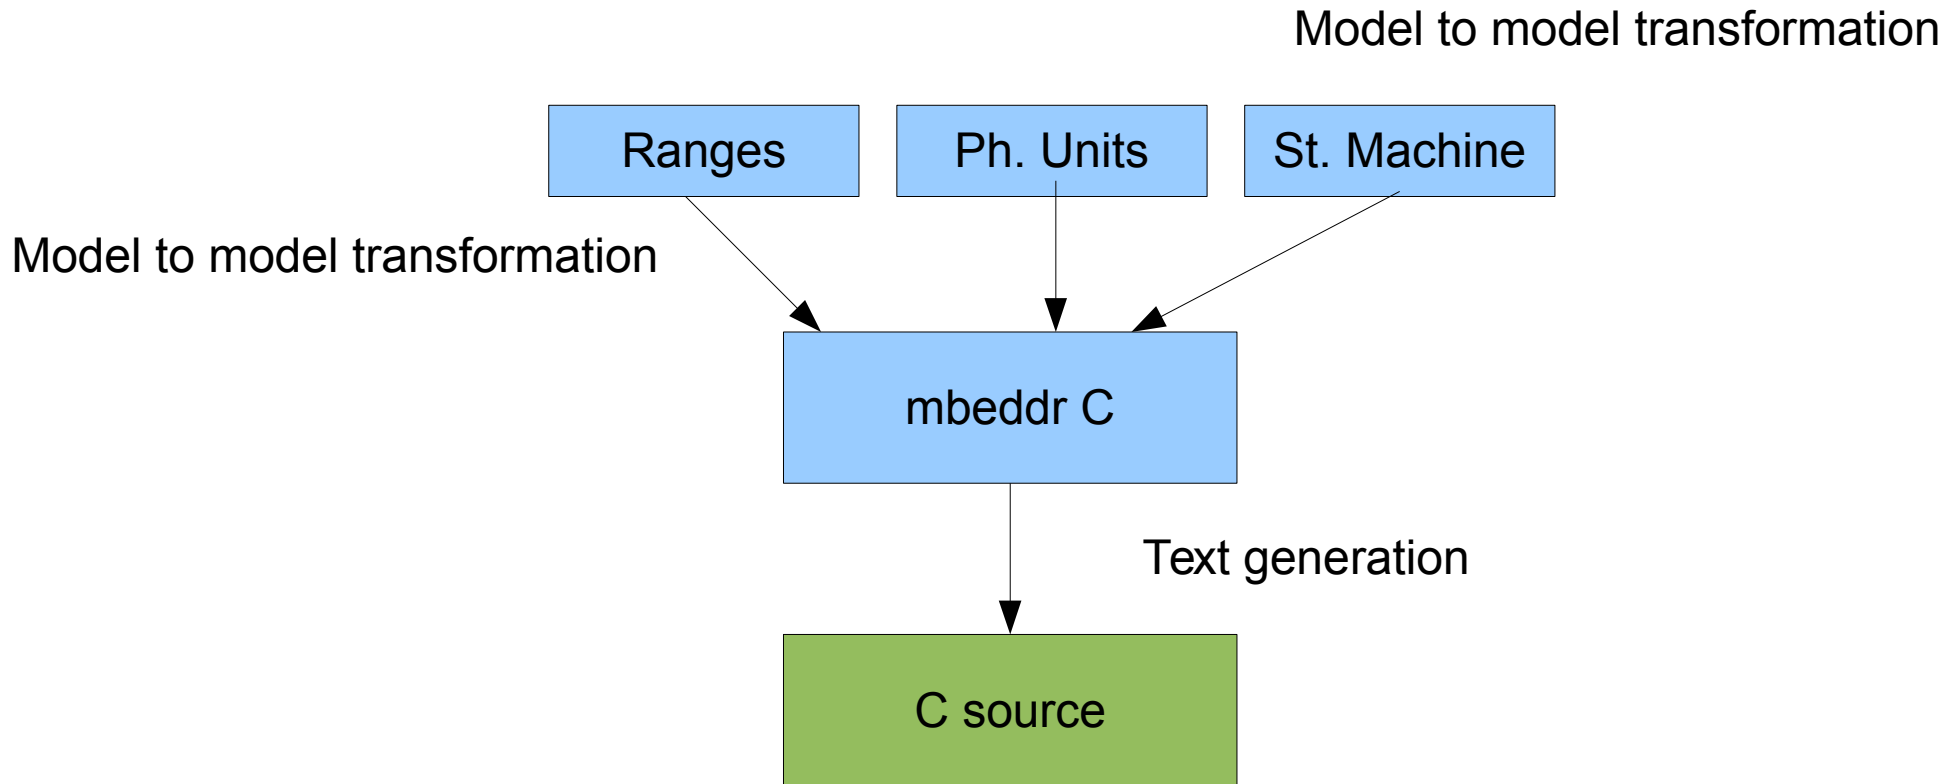 Model to model transformation
Ranges
Ph. Units
St. Machine
Model to model transformation
mbeddr C
Text generation
C source